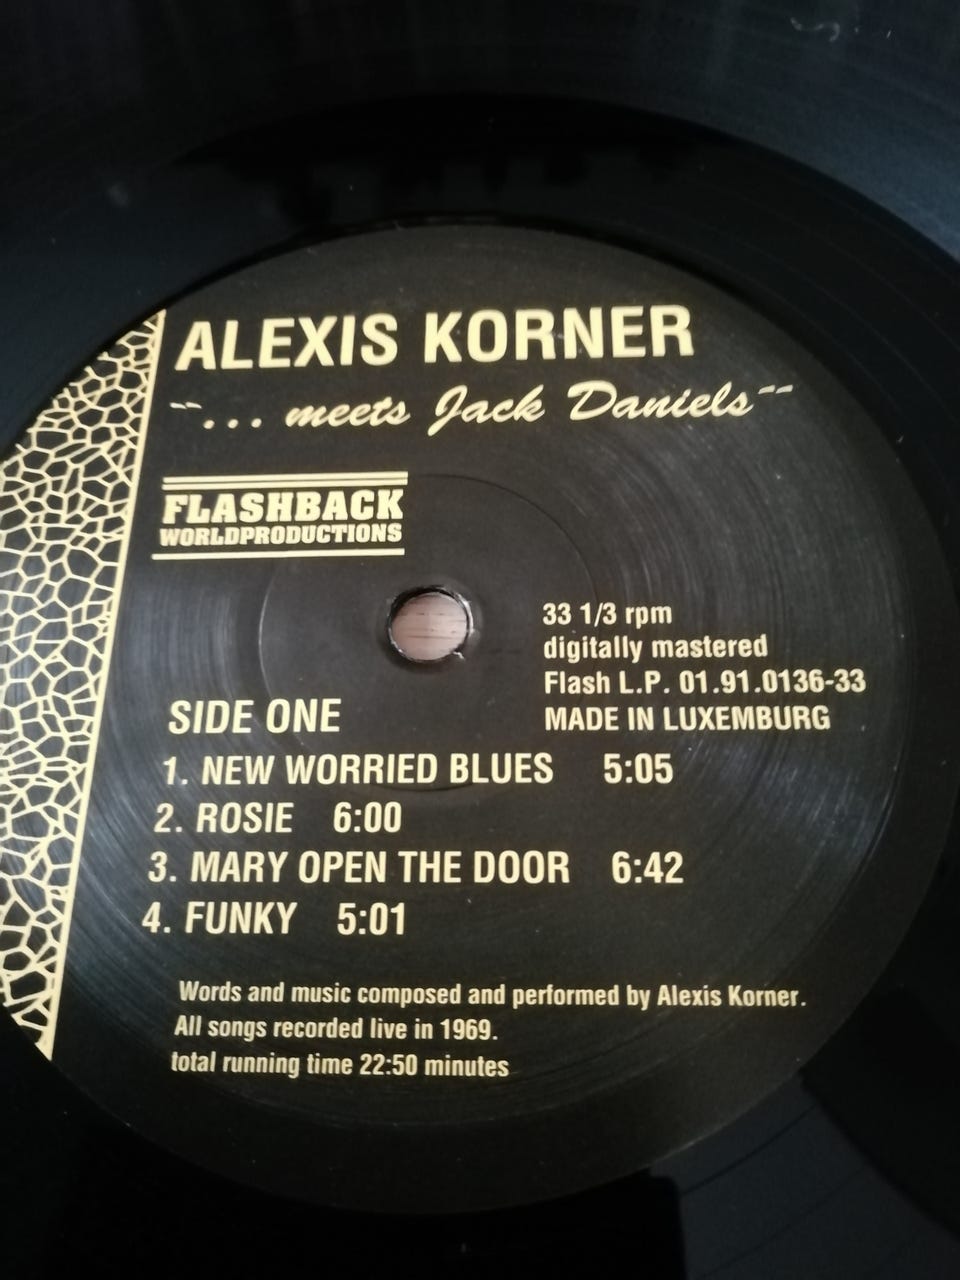 ALEXIS KORNER
"... meets Jack Daniels"
FLASHBACK
WORLDPRODUCTIONS
33 1/3 rpm
digitally mastered
Flash L.P. 01.91.0136-33
MADE IN LUXEMBURG
SIDE ONE
1. NEW WORRIED BLUES 5:05
2. ROSIE 6:00
3. MARY OPEN THE DOOR 6:42
4. FUNKY 5:01
Words and music composed and performed by Alexis Korner.
All songs recorded live in 1969.
total running time 22:50 minutes